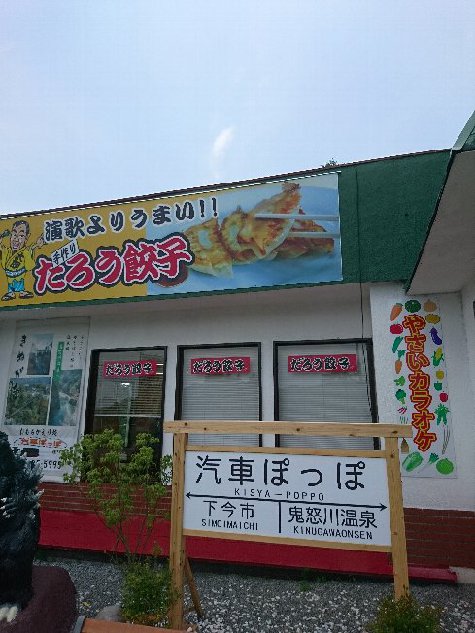 演歌よりうまい!!
手作り
たろう餃子
たろう餃子
たろう餃子
たろう餃子
やさいカラオケ
汽車ぽっぽ
KISYA-POPPO
下今市
SIMOIMAICHI
鬼怒川温泉
KINUGAWAONSEN